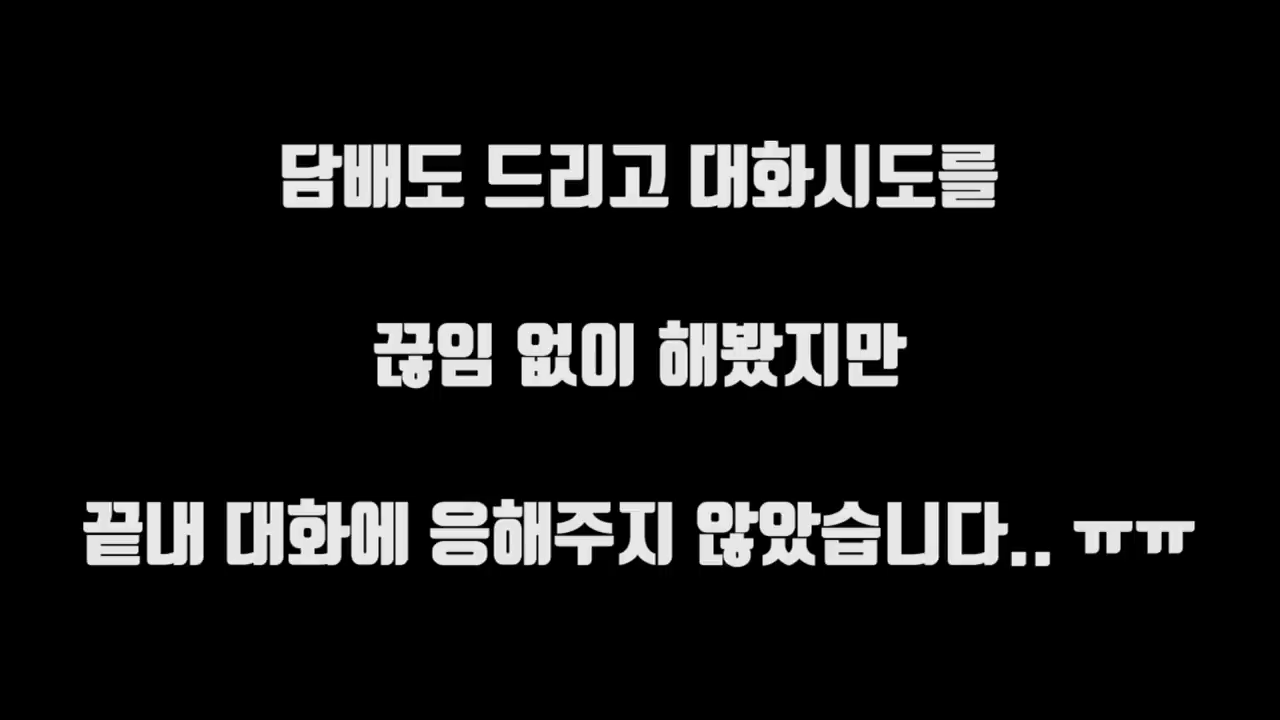 담배도 드리고 대화시도를
끊임 없이 해봤지만
끝내 대화에 응해주지 않았습니다.. ㅠㅠ